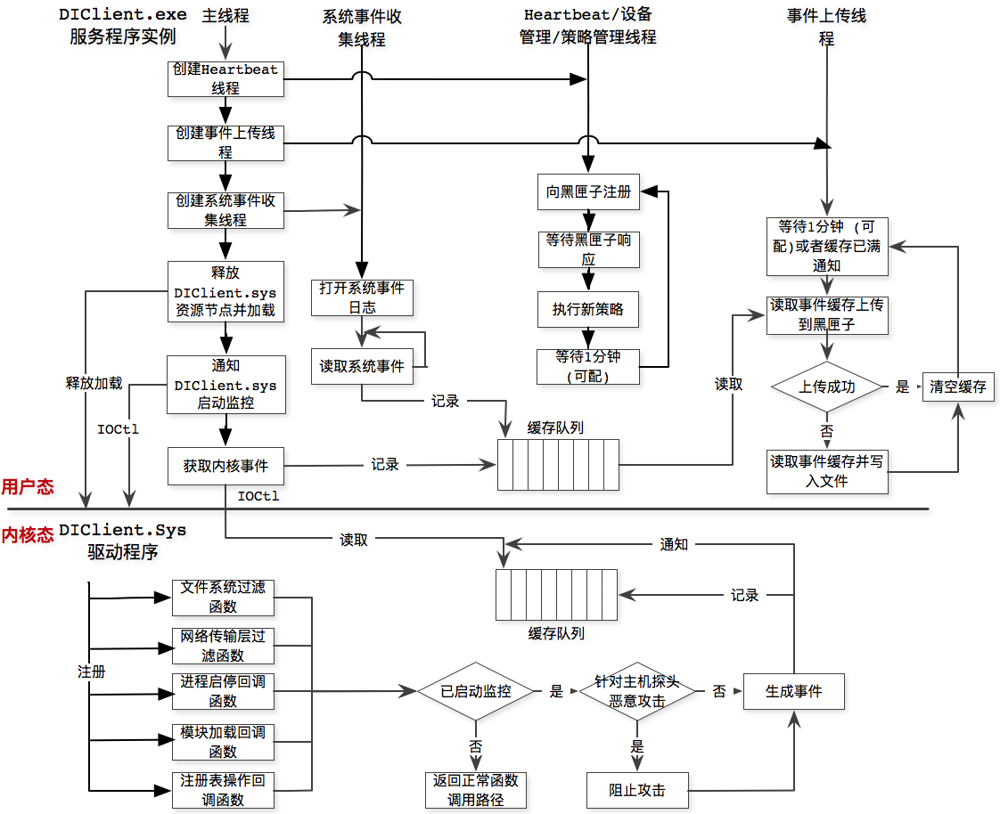 DIClient.exe
服务程序实例
主线程
系统事件收
集线程
Heartbeat/设备
管理/策略管理线程
事件上传线
程
创建Heartbeat
线程
创建事件上传线
程
创建系统事件收
集线程
释放
DIClient.sys
资源节点并加载
通知
DIClient.sys
启动监控
获取内核事件
释放加载
IOCtl
打开系统事件
日志
读取系统事件
记录
记录
缓存队列
向黑匣子注册
等待黑匣子响
应
执行新策略
等待1分钟
(可配)
读取
等待1分钟 (可
配)或者缓存已满
通知
读取事件缓存上传
到黑匣子
上传成功
是
清空缓存
否
读取事件缓存并写
入文件
用户态
IOCtl
内核态
DIClient.Sys
驱动程序
读取
通知
记录
缓存队列
注册
文件系统过滤
函数
网络传输层过
滤函数
进程启停回调
函数
模块加载回调
函数
注册表操作回
调函数
已启动监控
是
针对主机探头
恶意攻击
否
生成事件
否
返回正常函数
调用路径
是
阻止攻击